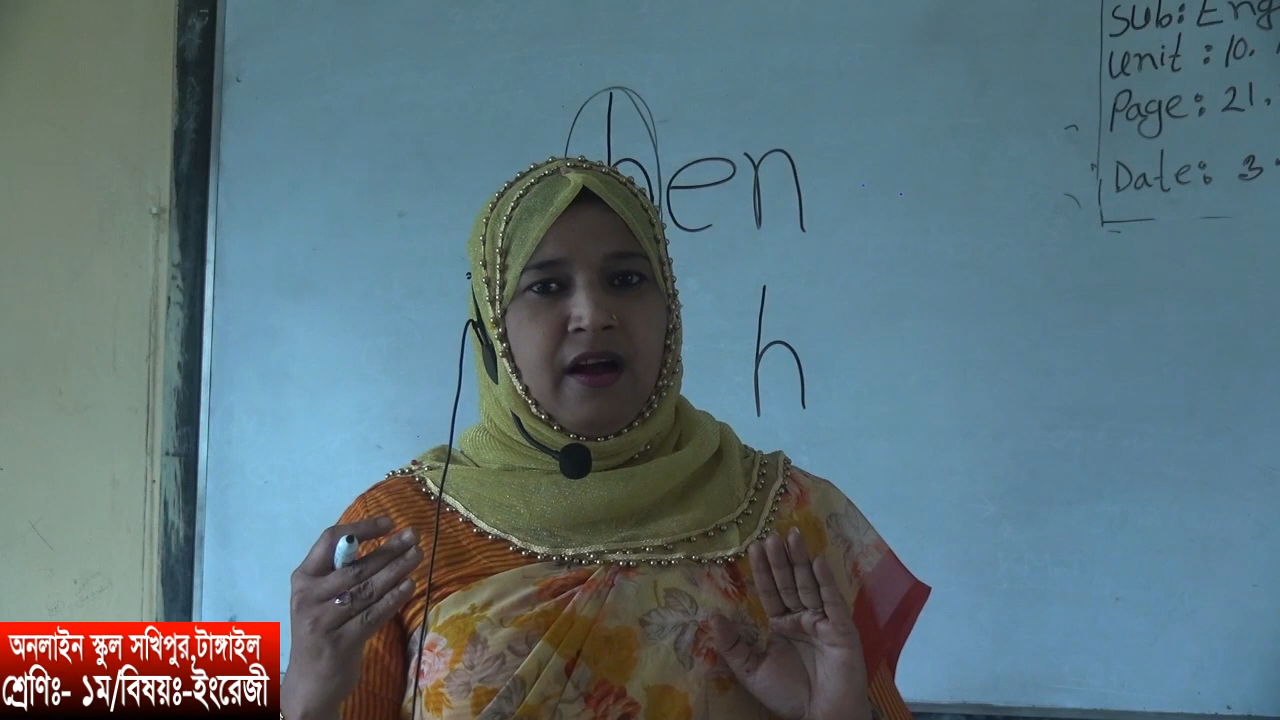 hen
h
Sub: Eng
Unit : 10.
Page: 21.
Date: 3
অনলাইন স্কুল সখিপুর,টাঙ্গাইল
শ্রেণিঃ- ১ম/বিষয়ঃ-ইংরেজী